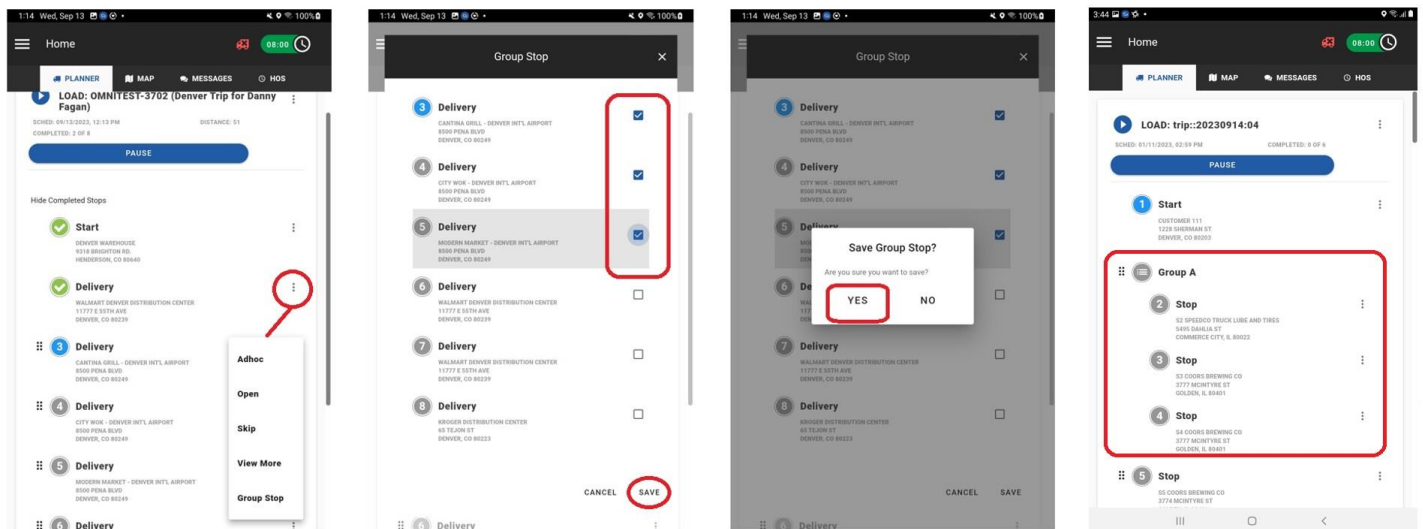 1:14 Wed, Sep 13
100%
Home
08:00
PLANNER
MAP
MESSAGES
HOS
LOAD: OMNITEST-3702 (Denver Trip for Danny
Fagan)
SCHED: 09/13/2023, 12:13 PM
DISTANCE: 51
COMPLETED: 2 OF 8
PAUSE
Hide Completed Stops
Start
DENVER WAREHOUSE
9318 BRIGHTON RD.
HENDERSON, CO 80640
Delivery
WALMART DENVER DISTRIBUTION CENTER
11777 E 55TH AVE
DENVER, CO 80239
3 Delivery
CANTINA GRILL - DENVER INT'L AIRPORT
8500 PENA BLVD
DENVER, CO 80249
4 Delivery
CITY WOK - DENVER INT'L AIRPORT
8500 PENA BLVD
DENVER, CO 80249
5 Delivery
MODERN MARKET - DENVER INT'L AIRPORT
8500 PENA BLVD
DENVER, CO 80249
6 Delivery
Adhoc
Open
Skip
View More
Group Stop
1:14 Wed, Sep 13
100%
Group Stop
3 Delivery
CANTINA GRILL - DENVER INT'L AIRPORT
8500 PENA BLVD
DENVER, CO 80249
4 Delivery
CITY WOK - DENVER INT'L AIRPORT
8500 PENA BLVD
DENVER, CO 80249
5 Delivery
MODERN MARKET - DENVER INT'L AIRPORT
8500 PENA BLVD
DENVER, CO 80249
6 Delivery
WALMART DENVER DISTRIBUTION CENTER
11777 E 55TH AVE
DENVER, CO 80239
7 Delivery
WALMART DENVER DISTRIBUTION CENTER
11777 E 55TH AVE
DENVER, CO 80239
8 Delivery
KROGER DISTRIBUTION CENTER
65 TEJON ST
DENVER, CO 80223
CANCEL
SAVE
6 Delivery
1:14 Wed, Sep 13
100%
Group Stop
3 Delivery
CANTINA GRILL - DENVER INT'L AIRPORT
8500 PENA BLVD
DENVER, CO 80249
4 Delivery
CITY WOK - DENVER INT'L AIRPORT
8500 PENA BLVD
DENVER, CO 80249
5 Delivery
Save Group Stop?
Are you sure you want to save?
YES
NO
7 Delivery
WALMART DENVER DISTRIBUTION CENTER
11777 E 55TH AVE
DENVER, CO 80239
8 Delivery
KROGER DISTRIBUTION CENTER
65 TEJON ST
DENVER, CO 80223
CANCEL
SAVE
6 Delivery
3:44
Home
08:00
PLANNER
MAP
MESSAGES
HOS
LOAD: trip::20230914:04
SCHED: 01/11/2023, 02:59 PM
COMPLETED: 0 OF 6
PAUSE
1 Start
CUSTOMER 111
1228 SHERMAN ST
DENVER, CO 80203
Group A
2 Stop
S2 SPEEDCO TRUCK LUBE AND TIRES
5495 DAHLIA ST
COMMERCE CITY, IL 80022
3 Stop
S3 COORS BREWING CO
3777 MCINTYRE ST
GOLDEN, IL 80401
4 Stop
S4 COORS BREWING CO
3777 MCINTYRE ST
GOLDEN, IL 80401
5 Stop
S5 COORS BREWING CO
3774 MCINTYRE ST